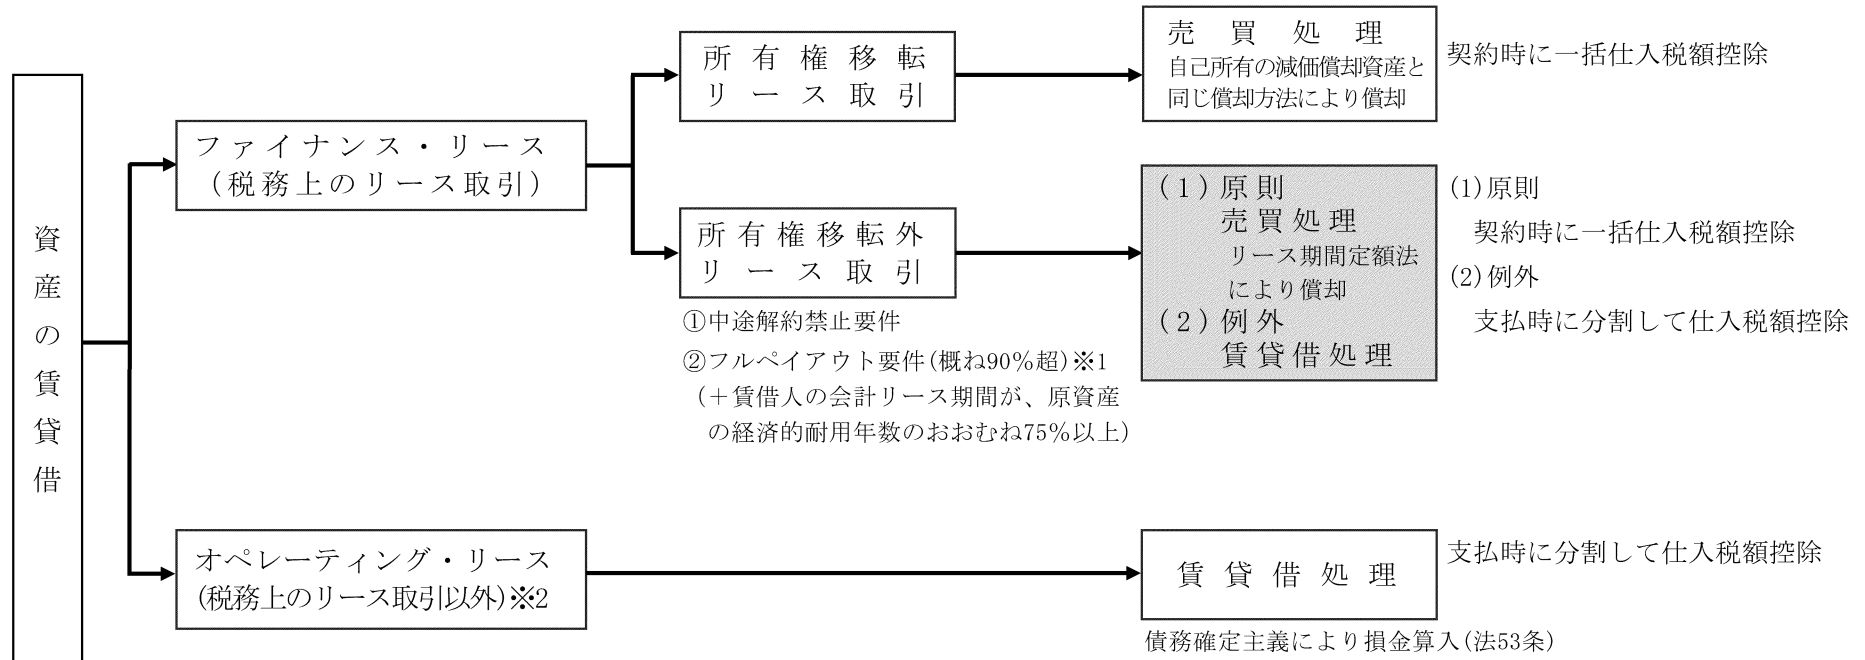 資産の賃貸借
ファイナンス・リース
(税務上のリース取引)
所有権移転
リース取引
売買処理
自己所有の減価償却資産と
同じ償却方法により償却
契約時に一括仕入税額控除
所有権移転外
リース取引
①中途解約禁止要件
②フルペイアウト要件(概ね90%超)※1
(+賃借人の会計リース期間が、原資産
の経済的耐用年数のおおむね75%以上)
(1)原則
売買処理
リース期間定額法
により償却
(2)例外
賃貸借処理
(1)原則
契約時に一括仕入税額控除
(2)例外
支払時に分割して仕入税額控除
オペレーティング・リース
(税務上のリース取引以外)※2
賃貸借処理
支払時に分割して仕入税額控除
債務確定主義により損金算入(法53条)